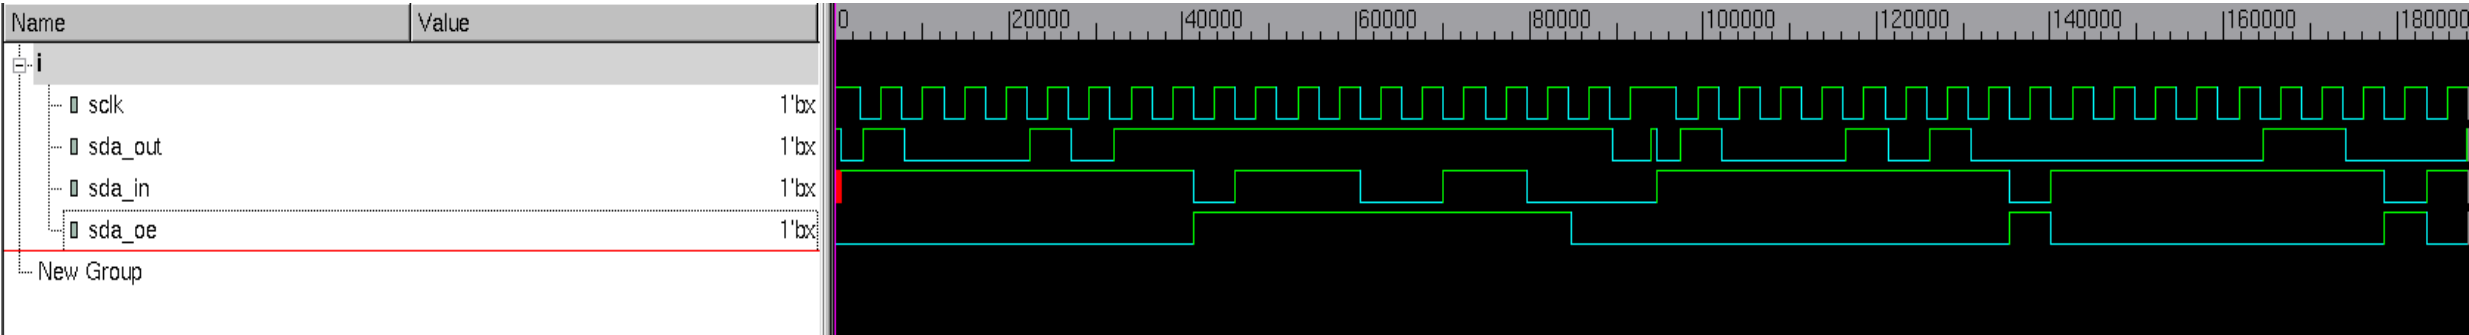 Name Value 0 |20000 |40000 |60000 |80000 |100000 |120000 |140000 |160000 |180000
i
sclk 1'bx
sda_out 1'bx
sda_in 1'bx
sda_oe 1'bx
New Group